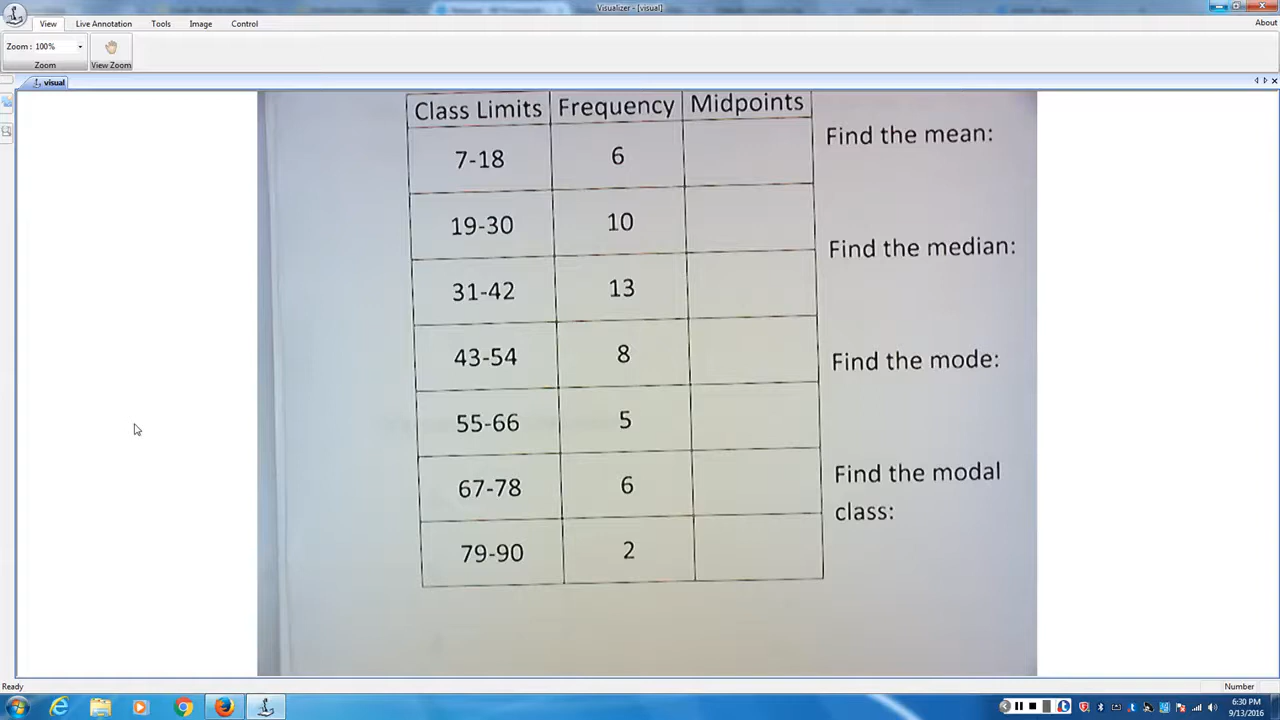 Visualizer - [visual]
View Live Annotation Tools Image Control About
Zoom : 100%
View Zoom
Zoom
visual
Class Limits Frequency Midpoints
7-18 6
19-30 10
31-42 13
43-54 8
55-66 5
67-78 6
79-90 2
Find the mean:
Find the median:
Find the mode:
Find the modal
class:
Ready Number
6:30 PM
9/13/2016